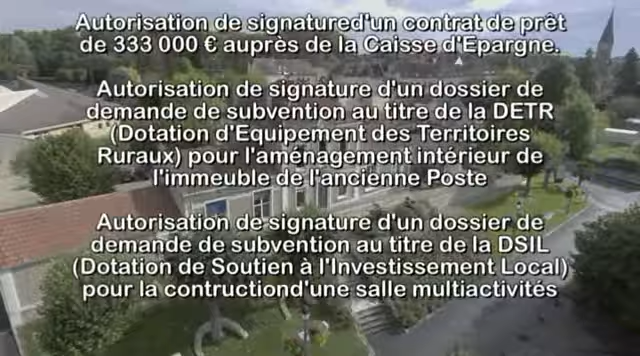 Autorisation de signatured'un contrat de prêt
de 333 000 € auprès de la Caisse d'Epargne.
Autorisation de signature d'un dossier de
demande de subvention au titre de la DETR
(Dotation d'Equipement des Territoires
Ruraux) pour l'aménagement intérieur de
l'immeuble de l'ancienne Poste
Autorisation de signature d'un dossier de
demande de subvention au titre de la DSIL
(Dotation de Soutien à l'Investissement Local)
pour la contructiond'une salle multiactivités